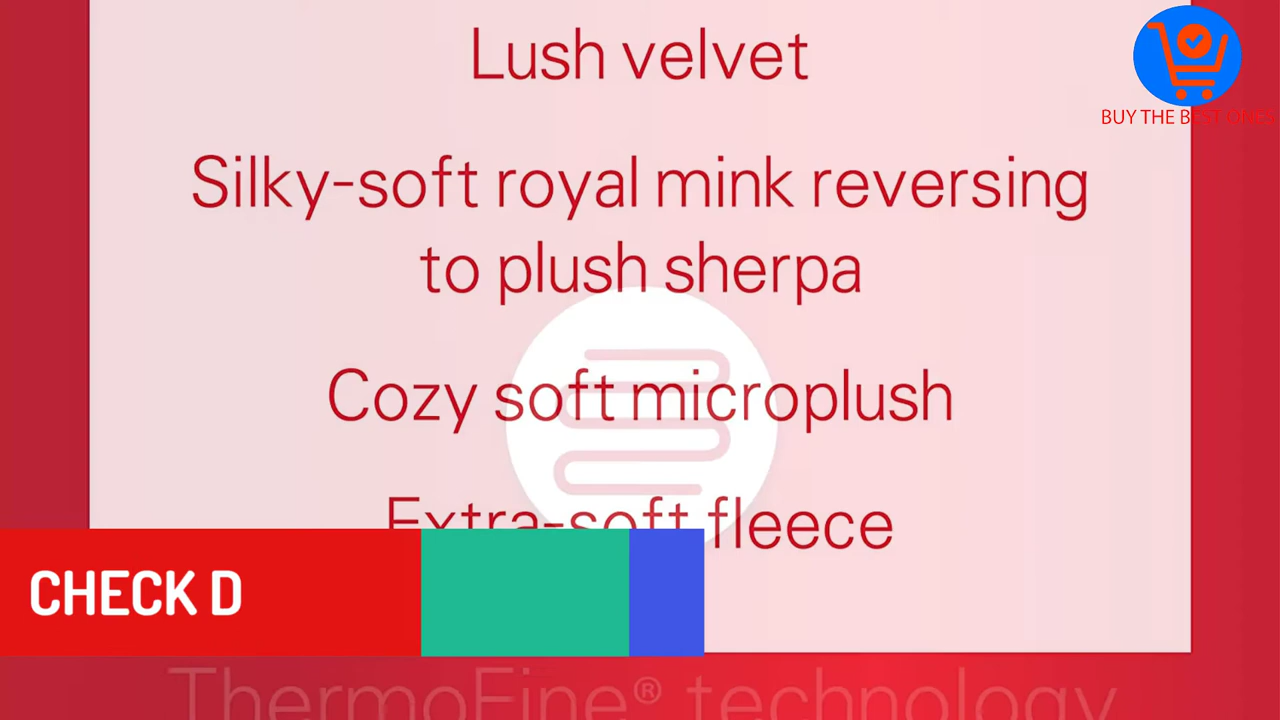 Lush velvet
BUY THE BEST ONES
Silky-soft royal mink reversing
to plush sherpa
Cozy soft microplush
Extra-soft fleece
CHECK D
ThermoFine® technology